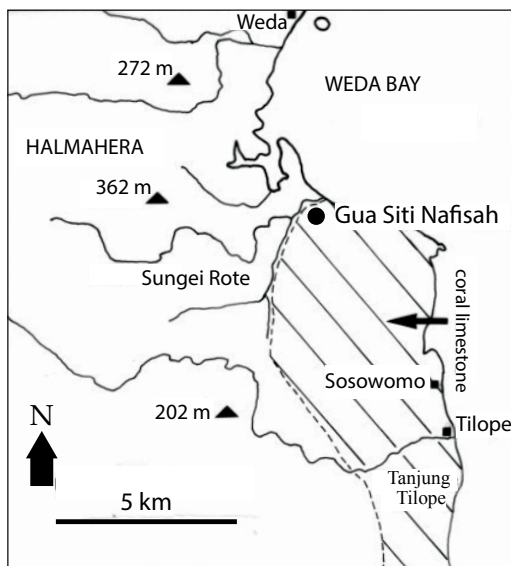 Weda
272 m
WEDA BAY
HALMAHERA
362 m
Gua Siti Nafisah
Sungei Rote
coral limestone
Sosowomo
202 m
Tilope
N
Tanjung
Tilope
5 km